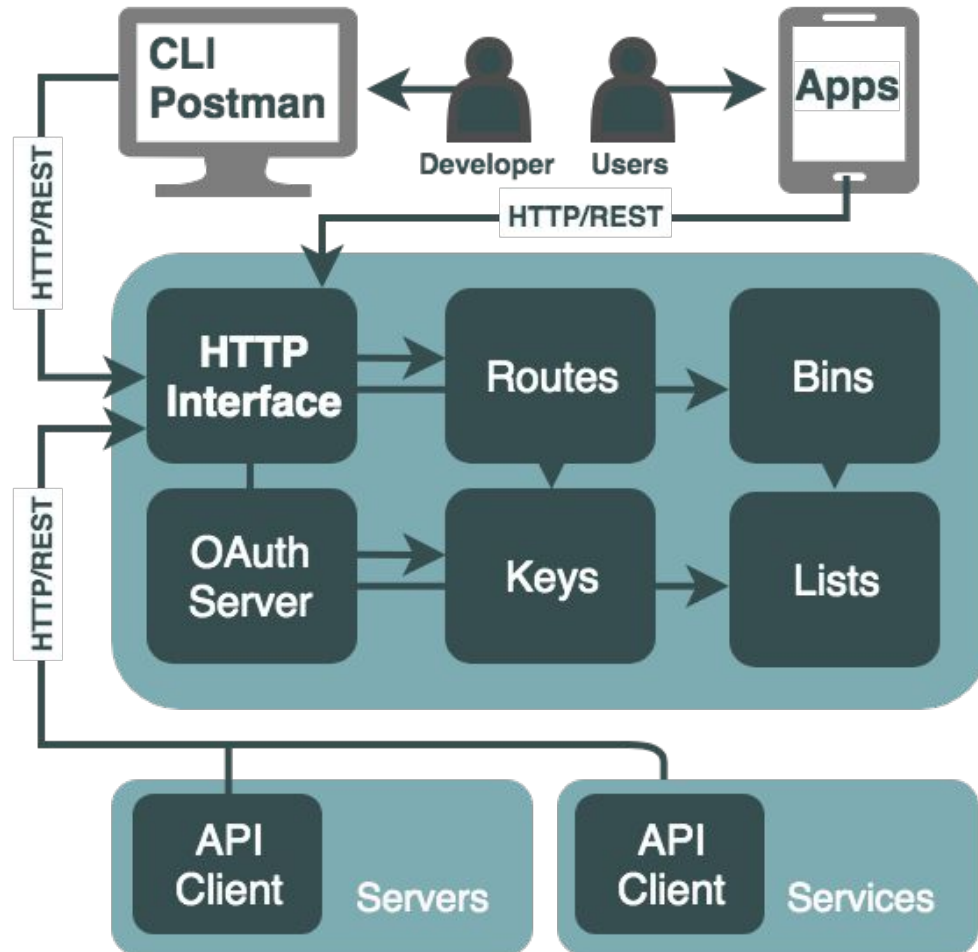 CLI
Postman
Apps
Developer
Users
HTTP/REST
HTTP/REST
HTTP
Interface
Routes
Bins
OAuth
Server
Keys
Lists
HTTP/REST
API
Client
Servers
API
Client
Services